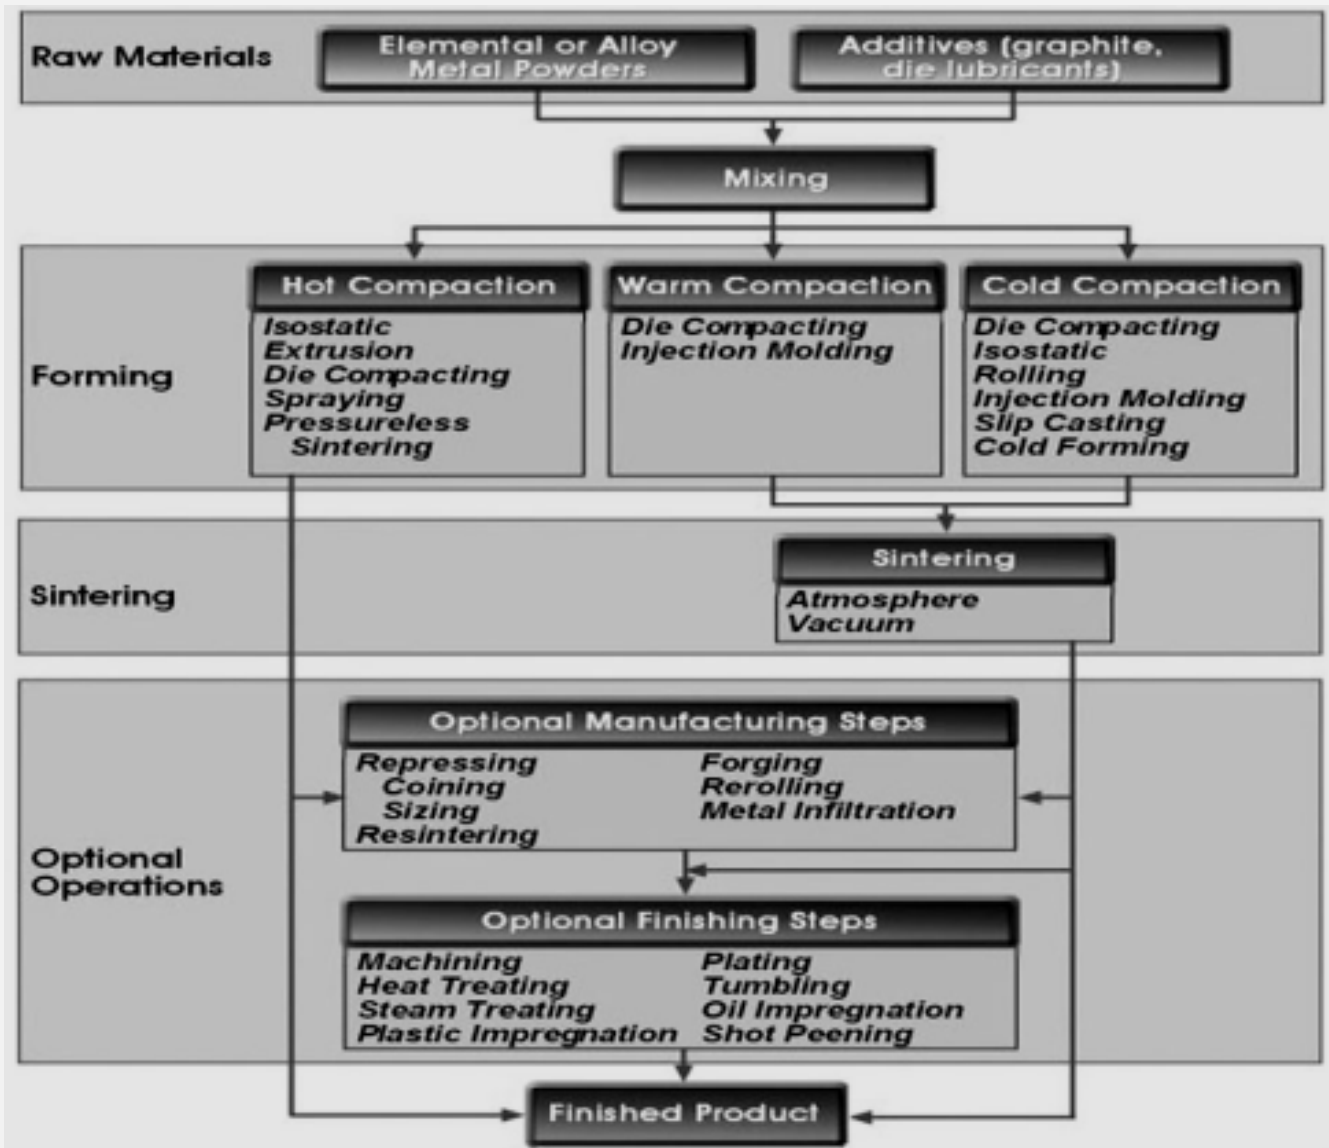 Raw Materials
Elemental or Alloy
Metal Powders
Additives (graphite,
die lubricants)
Mixing
Forming
Hot Compaction
Isostatic
Extrusion
Die Compacting
Spraying
Pressureless
Sintering
Warm Compaction
Die Compacting
Injection Molding
Cold Compaction
Die Compacting
Isostatic
Rolling
Injection Molding
Slip Casting
Cold Forming
Sintering
Sintering
Atmosphere
Vacuum
Optional
Operations
Optional Manufacturing Steps
Repressing
Coining
Sizing
Resintering
Forging
Rerolling
Metal Infiltration
Optional Finishing Steps
Machining
Heat Treating
Steam Treating
Plastic Impregnation
Plating
Tumbling
Oil Impregnation
Shot Peening
Finished Product